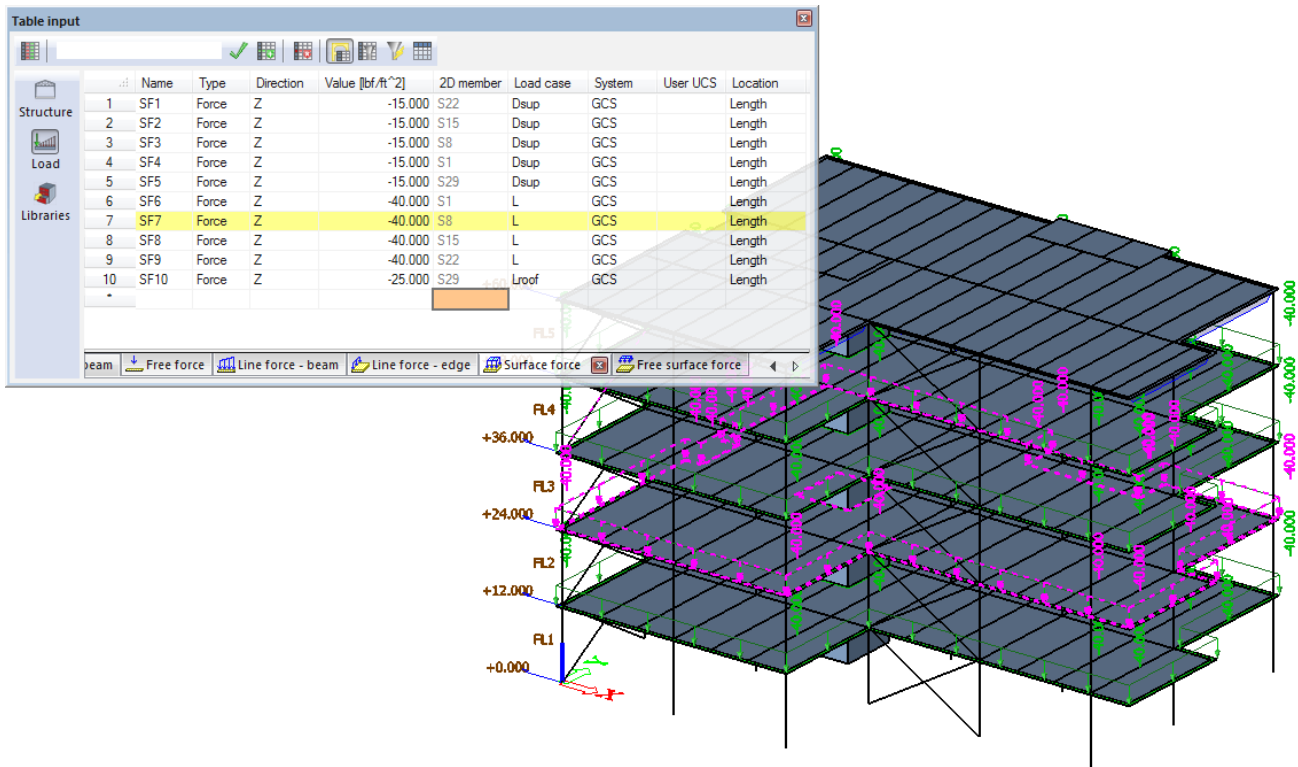 Table input
Name Type Direction Value [lbf/ft^2] 2D member Load case System User UCS Location
1 SF1 Force Z -15.000 S22 Dsup GCS Length
2 SF2 Force Z -15.000 S15 Dsup GCS Length
3 SF3 Force Z -15.000 S8 Dsup GCS Length
4 SF4 Force Z -15.000 S1 Dsup GCS Length
5 SF5 Force Z -15.000 S29 Dsup GCS Length
6 SF6 Force Z -40.000 S1 L GCS Length
7 SF7 Force Z -40.000 S8 L GCS Length
8 SF8 Force Z -40.000 S15 L GCS Length
9 SF9 Force Z -40.000 S22 L GCS Length
10 SF10 Force Z -25.000 S29 Lroof GCS Length
*
Structure
Load
Libraries
beam Free force Line force - beam Line force - edge Surface force Free surface force
FL5
FL4
+36.000
FL3
+24.000
FL2
+12.000
FL1
+0.000
X
Y
-40.000
-40.000
-40.000
-40.000